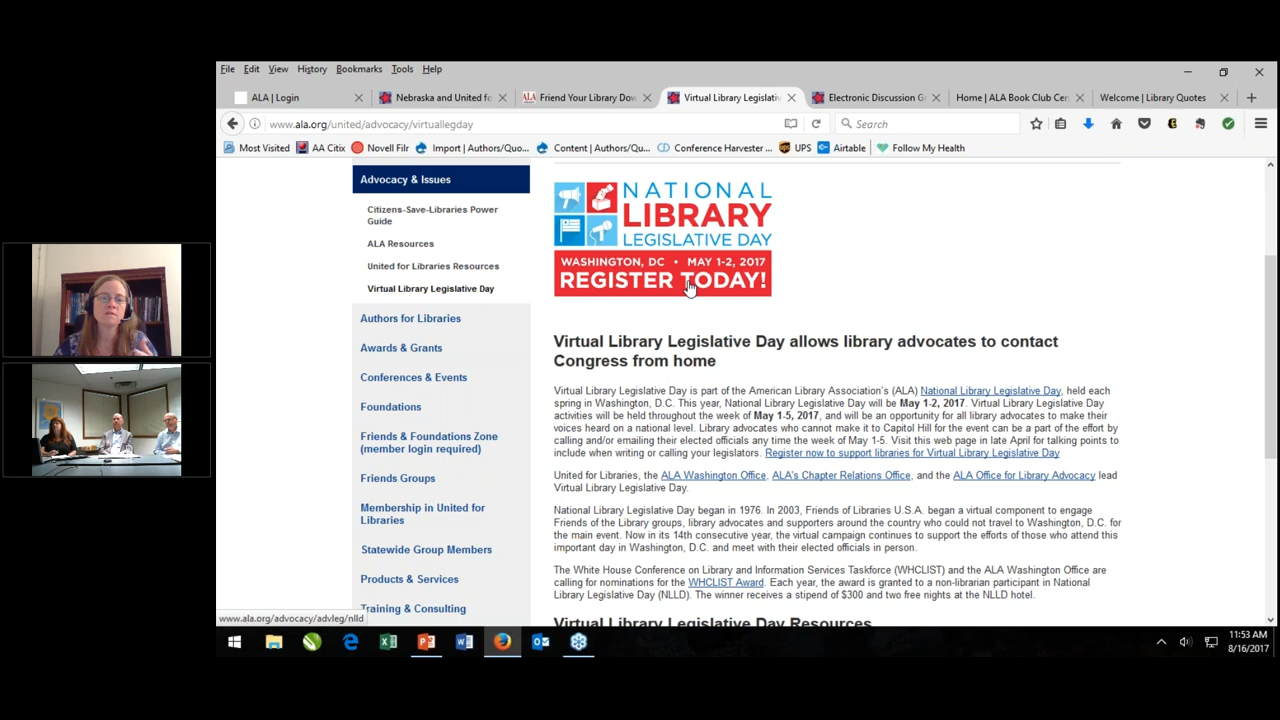 File Edit View History Bookmarks Tools Help
ALA | Login
Nebraska and United fo
Friend Your Library Dow
Virtual Library Legislativ
Electronic Discussion G
Home | ALA Book Club Cen
Welcome | Library Quotes
www.ala.org/united/advocacy/virtuallegday
Search
Most Visited
AA Citix
Novell Filr
Import | Authors/Quo...
Content | Authors/Quo...
Conference Harvester ...
UPS
Airtable
Follow My Health
Advocacy & Issues
Citizens-Save-Libraries Power
Guide
ALA Resources
United for Libraries Resources
Virtual Library Legislative Day
Authors for Libraries
Awards & Grants
Conferences & Events
Foundations
Friends & Foundations Zone
(member login required)
Friends Groups
Membership in United for
Libraries
Statewide Group Members
Products & Services
Training & Consulting
NATIONAL
LIBRARY
LEGISLATIVE DAY
WASHINGTON, DC • MAY 1-2, 2017
REGISTER TODAY!
Virtual Library Legislative Day allows library advocates to contact
Congress from home
Virtual Library Legislative Day is part of the American Library Association's (ALA) National Library Legislative Day, held each
spring in Washington, D.C. This year, National Library Legislative Day will be May 1-2, 2017. Virtual Library Legislative Day
activities will be held throughout the week of May 1-5, 2017, and will be an opportunity for all library advocates to make their
voices heard on a national level. Library advocates who cannot make it to Capitol Hill for the event can be a part of the effort by
calling and/or emailing their elected officials any time the week of May 1-5. Visit this web page in late April for talking points to
include when writing or calling your legislators. Register now to support libraries for Virtual Library Legislative Day
United for Libraries, the ALA Washington Office, ALA's Chapter Relations Office, and the ALA Office for Library Advocacy lead
Virtual Library Legislative Day.
National Library Legislative Day began in 1976. In 2003, Friends of Libraries U.S.A. began a virtual component to engage
Friends of the Library groups, library advocates and supporters around the country who could not travel to Washington, D.C. for
the main event. Now in its 14th consecutive year, the virtual campaign continues to support the efforts of those who attend this
important day in Washington, D.C. and meet with their elected officials in person.
The White House Conference on Library and Information Services Taskforce (WHCLIST) and the ALA Washington Office are
calling for nominations for the WHCLIST Award. Each year, the award is granted to a non-librarian participant in National
Library Legislative Day (NLLD). The winner receives a stipend of $300 and two free nights at the NLLD hotel.
Virtual Library Legislative Day Resources
www.ala.org/advocacy/advleg/nlld
11:53 AM
8/16/2017